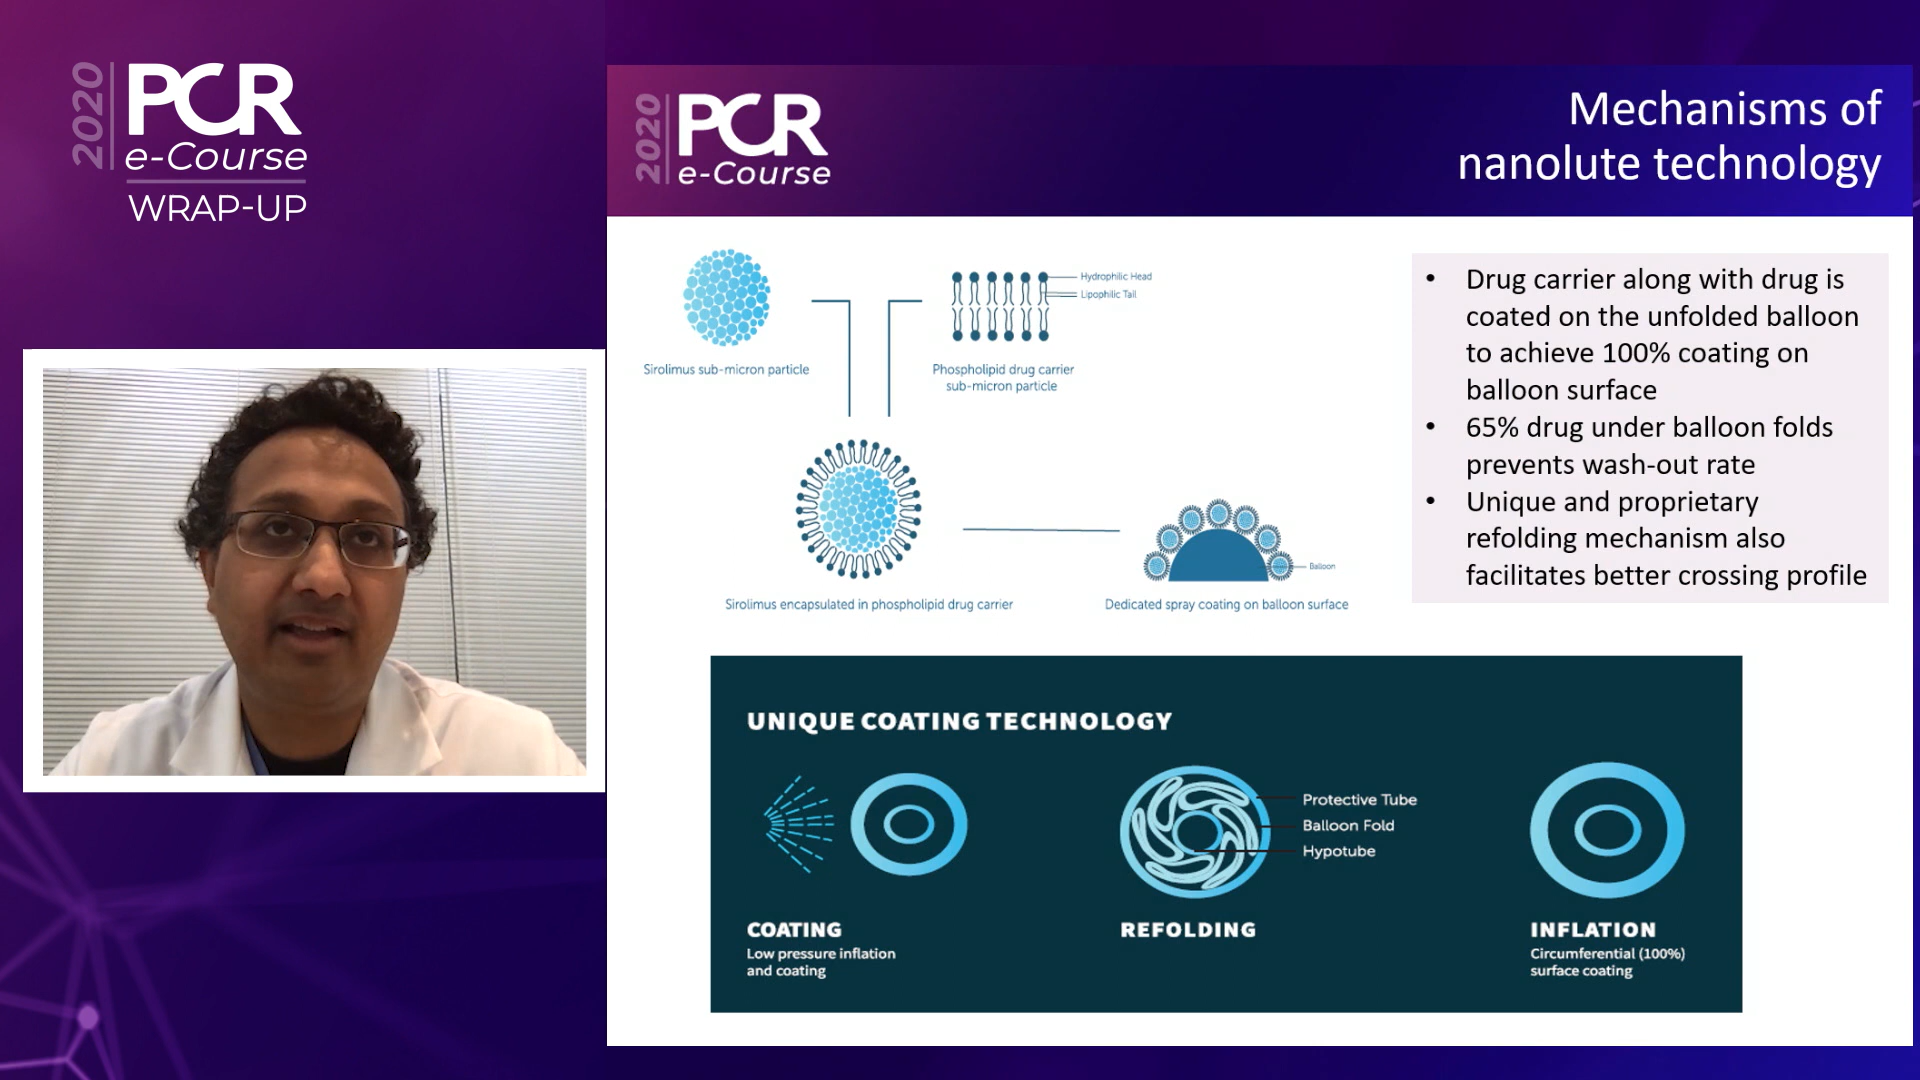 2020
PCR
e-Course
WRAP-UP
2020
PCR
e-Course
Mechanisms of
nanolute technology
Hydrophilic Head
Lipophilic Tail
Sirolimus sub-micron particle
Phospholipid drug carrier
sub-micron particle
Balloon
Sirolimus encapsulated in phospholipid drug carrier
Dedicated spray coating on balloon surface
• Drug carrier along with drug is
coated on the unfolded balloon
to achieve 100% coating on
balloon surface
• 65% drug under balloon folds
prevents wash-out rate
• Unique and proprietary
refolding mechanism also
facilitates better crossing profile
UNIQUE COATING TECHNOLOGY
Protective Tube
Balloon Fold
Hypotube
COATING
Low pressure inflation
and coating
REFOLDING
INFLATION
Circumferential (100%)
surface coating